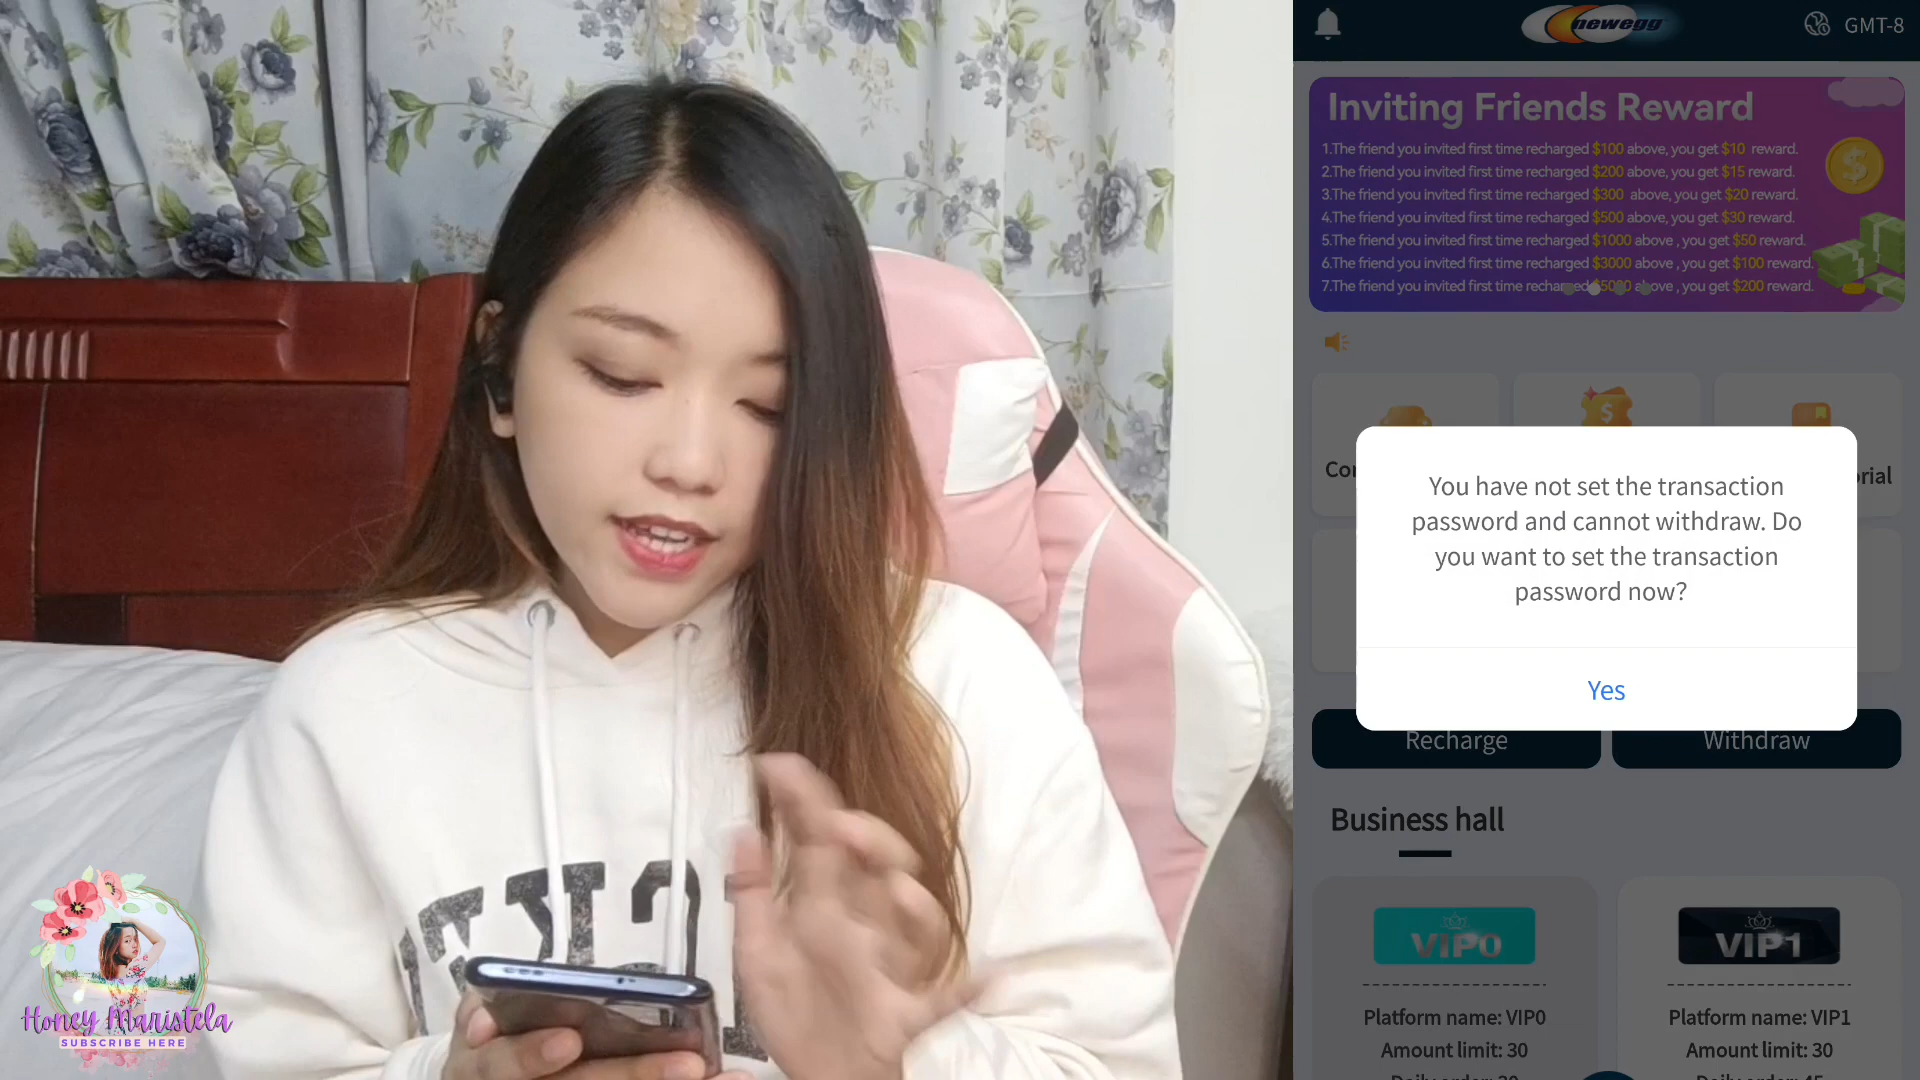 newegg
GMT-8
Inviting Friends Reward
1.The friend you invited first time recharged $100 above, you get $10 reward.
2.The friend you invited first time recharged $200 above, you get $15 reward.
3.The friend you invited first time recharged $300 above, you get $20 reward.
4.The friend you invited first time recharged $500 above, you get $30 reward.
5.The friend you invited first time recharged $1000 above , you get $50 reward.
6.The friend you invited first time recharged $3000 above , you get $100 reward.
7.The friend you invited first time recharged $5000 above , you get $200 reward.
You have not set the transaction
password and cannot withdraw. Do
you want to set the transaction
password now?
Yes
Recharge
Withdraw
Business hall
VIP0
VIP1
Platform name: VIP0
Platform name: VIP1
Amount limit: 30
Amount limit: 30
Honey Maristela
SUBSCRIBE HERE